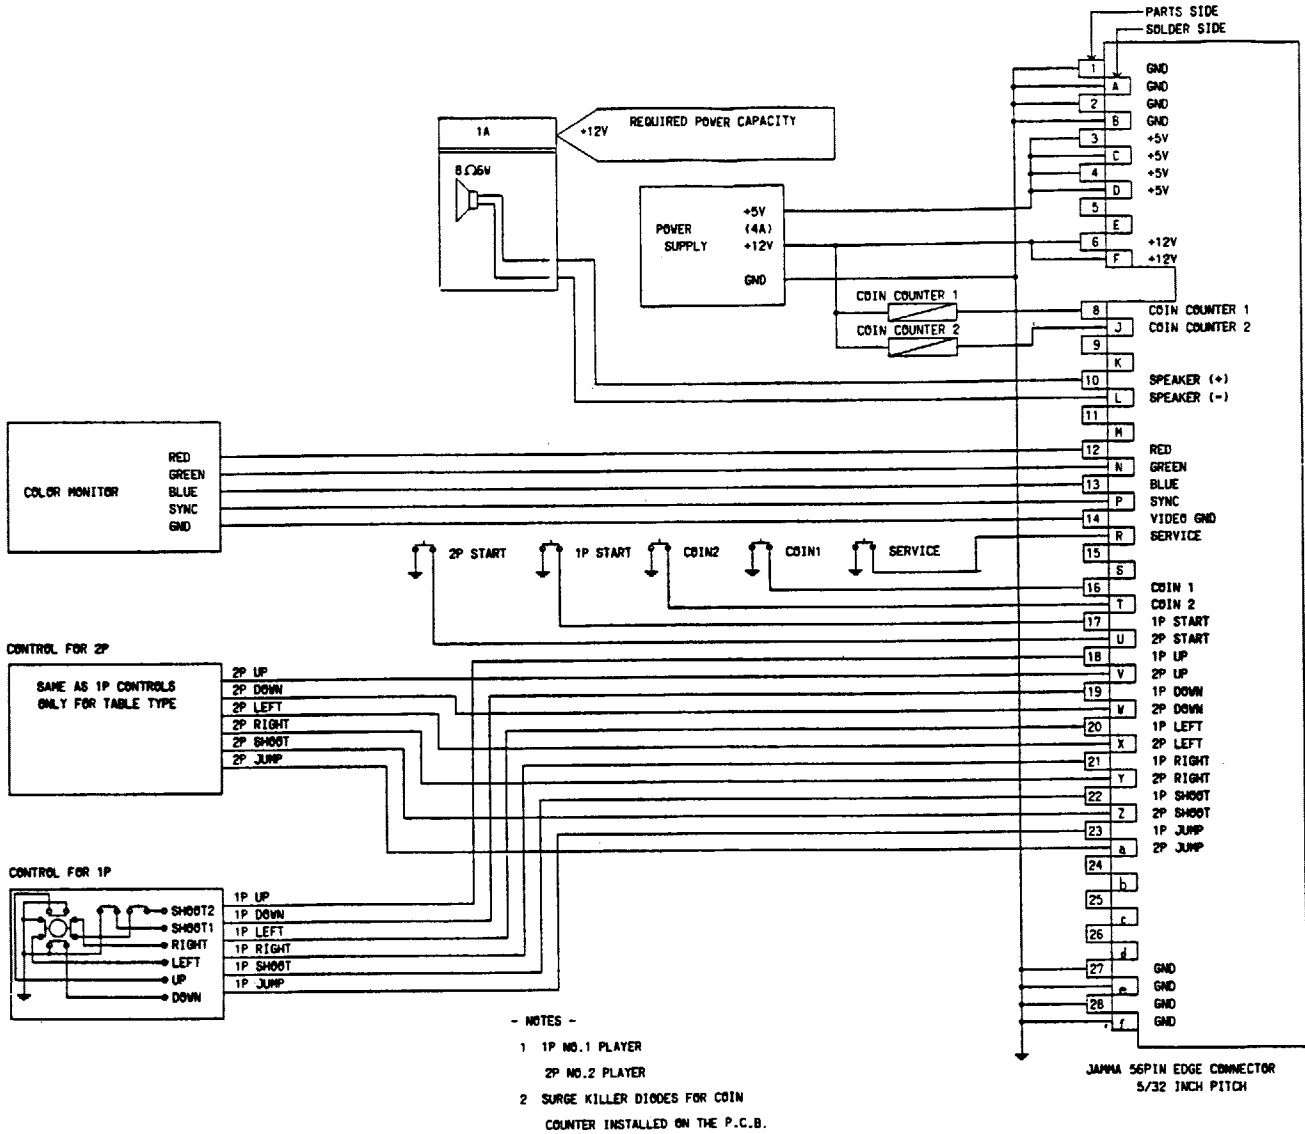 PARTS SIDE
SOLDER SIDE
1 GND
A GND
2 GND
B GND
3 +5V
C +5V
4 +5V
D +5V
5
E
6 +12V
F +12V
8 COIN COUNTER 1
J COIN COUNTER 2
9
K
10 SPEAKER (+)
L SPEAKER (-)
11
M
12 RED
N GREEN
13 BLUE
P SYNC
14 VIDEO GND
R SERVICE
15
S
16 COIN 1
T COIN 2
17 1P START
U 2P START
18 1P UP
V 2P UP
19 1P DOWN
W 2P DOWN
20 1P LEFT
X 2P LEFT
21 1P RIGHT
Y 2P RIGHT
22 1P SHOOT
Z 2P SHOOT
23 1P JUMP
a 2P JUMP
24
b
25
c
26
d
27 GND
e GND
28 GND
f GND
JAMMA 56PIN EDGE CONNECTOR
5/32 INCH PITCH
1A
+12V
REQUIRED POWER CAPACITY
8Ω6W
POWER
SUPPLY
+5V
(4A)
+12V
GND
COIN COUNTER 1
COIN COUNTER 2
COLOR MONITOR
RED
GREEN
BLUE
SYNC
GND
2P START
1P START
COIN2
COIN1
SERVICE
CONTROL FOR 2P
SAME AS 1P CONTROLS
ONLY FOR TABLE TYPE
2P UP
2P DOWN
2P LEFT
2P RIGHT
2P SHOOT
2P JUMP
CONTROL FOR 1P
SHOOT2
SHOOT1
RIGHT
LEFT
UP
DOWN
1P UP
1P DOWN
1P LEFT
1P RIGHT
1P SHOOT
1P JUMP
- NOTES -
1 1P NO.1 PLAYER
2P NO.2 PLAYER
2 SURGE KILLER DIODES FOR COIN
COUNTER INSTALLED ON THE P.C.B.